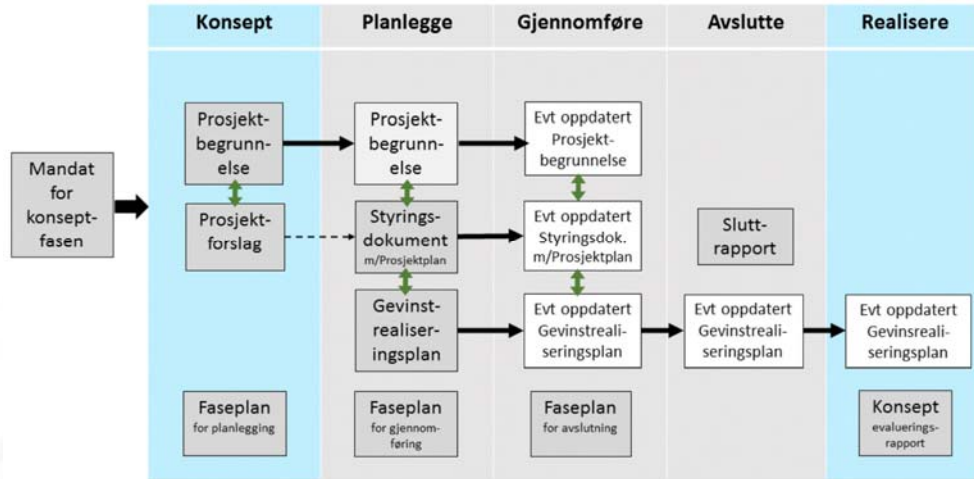 Konsept
Planlegge
Gjennomføre
Avslutte
Realisere
Mandat
for
konsept-
fasen
Prosjekt-
begrunn-
else
Prosjekt-
forslag
Faseplan
for planlegging
Prosjekt-
begrunn-
else
Styrings-
dokument
m/Prosjektplan
Gevinst-
realiser-
ingsplan
Faseplan
for gjennom-
føring
Evt oppdatert
Prosjekt-
begrunnelse
Evt oppdatert
Styringsdok.
m/Prosjektplan
Evt oppdatert
Gevinstreali-
seringsplan
Faseplan
for avslutning
Slutt-
rapport
Evt oppdatert
Gevinstreali-
seringsplan
Evt oppdatert
Gevinsreali-
seringsplan
Konsept
evaluerings-
rapport